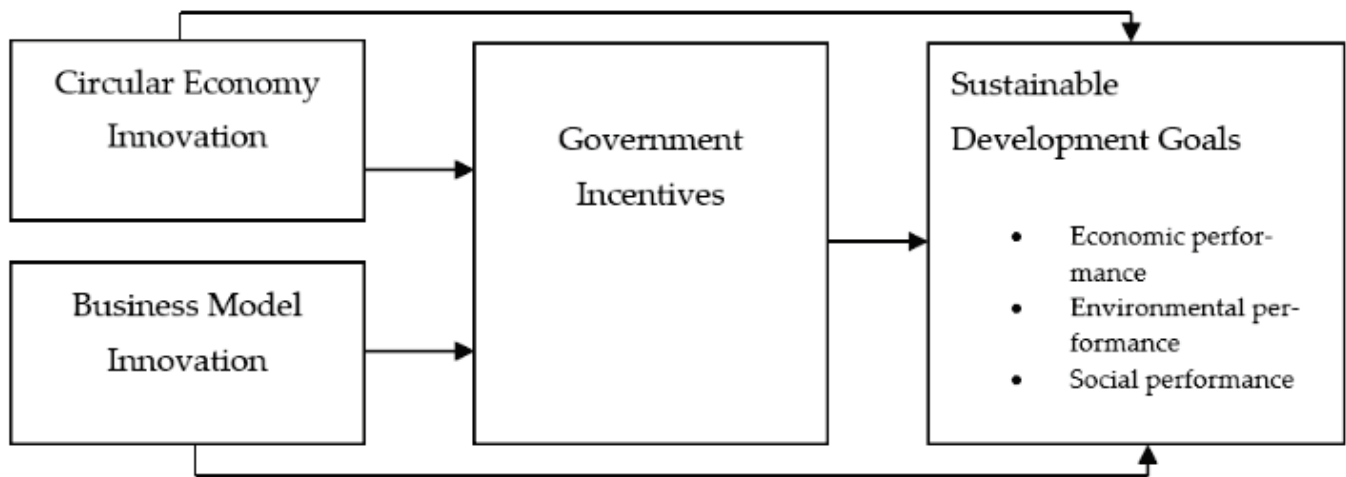 Circular Economy
Innovation
Business Model
Innovation
Government
Incentives
Sustainable
Development Goals
• Economic perfor-
mance
• Environmental per-
formance
• Social performance